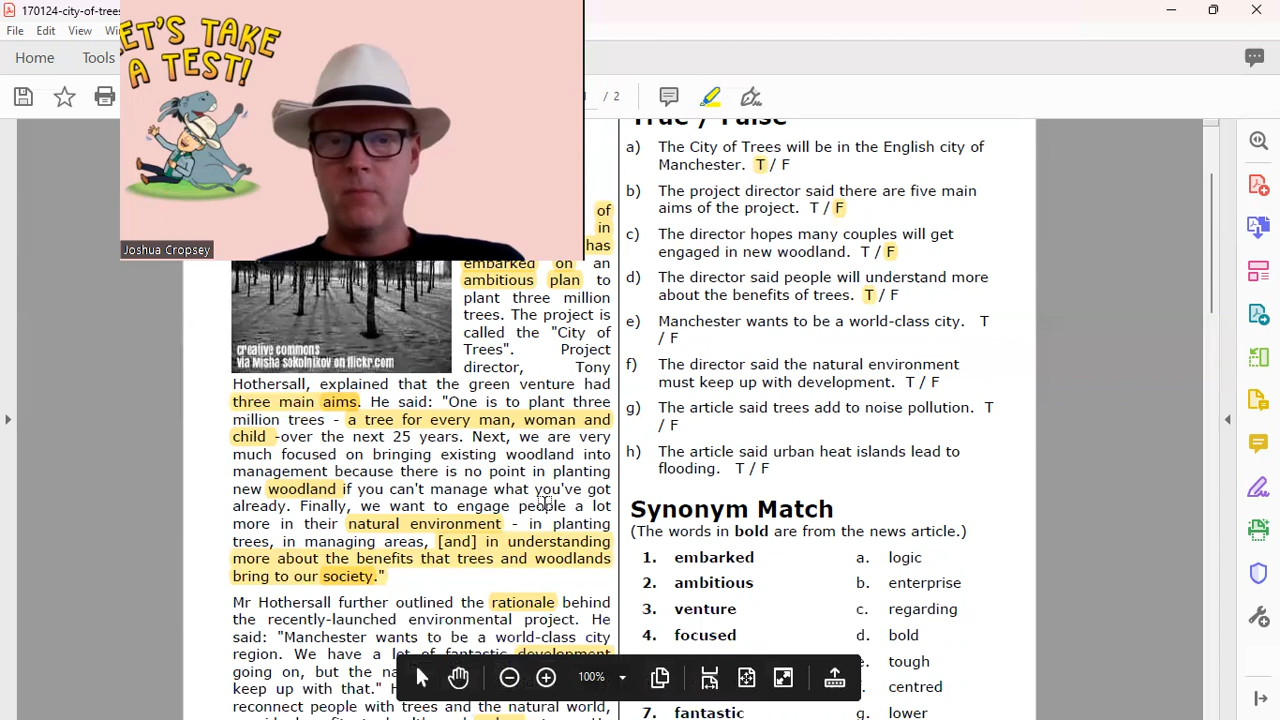 170124-city-of-trees
File Edit View
Home Tools
/ 2
LET'S TAKE
A TEST!
Joshua Cropsey
of
in
has
embarked on an
ambitious plan to
plant three million
trees. The project is
called the "City of
Trees". Project
director, Tony
creative commons
via Misha sokolnikov on flickr.com
Hothersall, explained that the green venture had
three main aims. He said: "One is to plant three
million trees - a tree for every man, woman and
child -over the next 25 years. Next, we are very
much focused on bringing existing woodland into
management because there is no point in planting
new woodland if you can't manage what you've got
already. Finally, we want to engage people a lot
more in their natural environment - in planting
trees, in managing areas, [and] in understanding
more about the benefits that trees and woodlands
bring to our society."
Mr Hothersall further outlined the rationale behind
the recently-launched environmental project. He
said: "Manchester wants to be a world-class city
region. We have a lot of fantastic development
going on, but the
keep up with that."
reconnect people with trees and the natural world,
True / False
a) The City of Trees will be in the English city of
Manchester. T / F
b) The project director said there are five main
aims of the project. T / F
c) The director hopes many couples will get
engaged in new woodland. T / F
d) The director said people will understand more
about the benefits of trees. T / F
e) Manchester wants to be a world-class city. T
/ F
f) The director said the natural environment
must keep up with development. T / F
g) The article said trees add to noise pollution. T
/ F
h) The article said urban heat islands lead to
flooding. T / F
Synonym Match
(The words in bold are from the news article.)
1. embarked a. logic
2. ambitious b. enterprise
3. venture c. regarding
4. focused d. bold
tough
centred
7. fantastic g. lower
100%